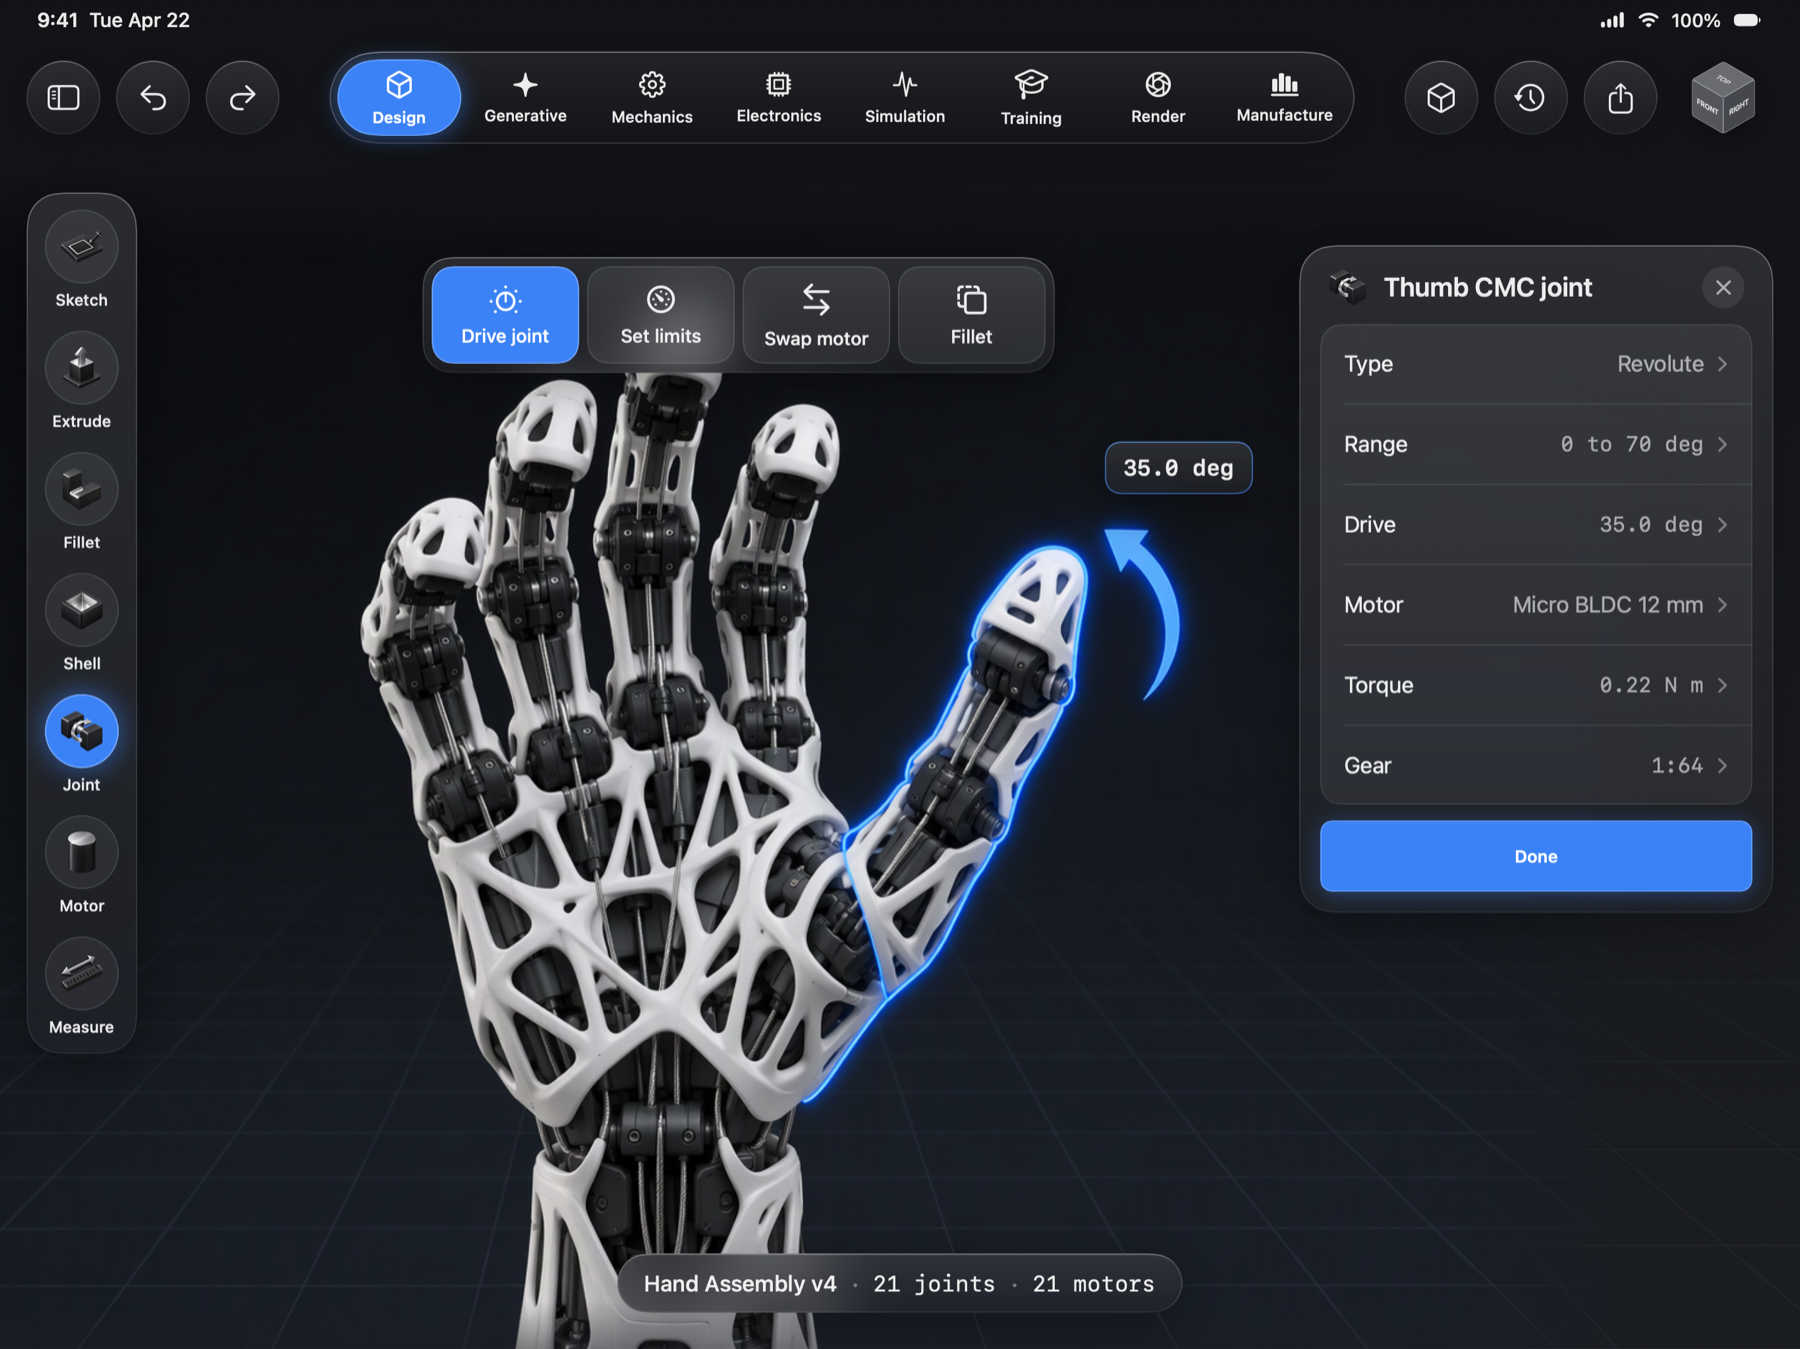 9:41 Tue Apr 22
100%
Design
Generative
Mechanics
Electronics
Simulation
Training
Render
Manufacture
TOP
FRONT
RIGHT
Sketch
Extrude
Fillet
Shell
Joint
Motor
Measure
Drive joint
Set limits
Swap motor
Fillet
35.0 deg
Thumb CMC joint
Type Revolute
Range 0 to 70 deg
Drive 35.0 deg
Motor Micro BLDC 12 mm
Torque 0.22 N m
Gear 1:64
Done
Hand Assembly v4 · 21 joints · 21 motors